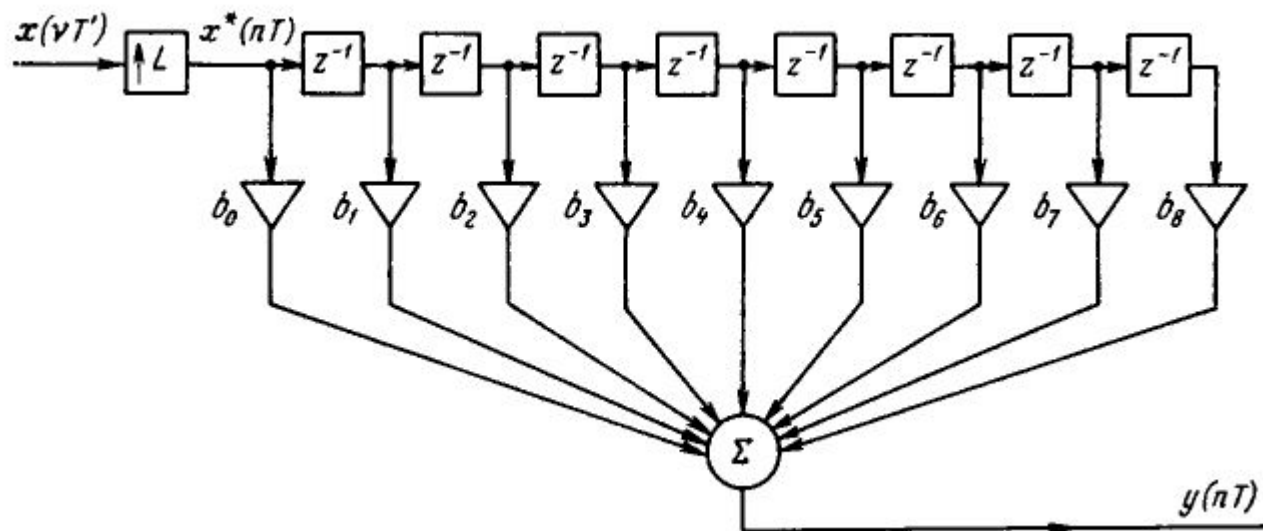 x(νT′) ↑L x*(nT) z⁻¹ z⁻¹ z⁻¹ z⁻¹ z⁻¹ z⁻¹ z⁻¹ z⁻¹
b₀ b₁ b₂ b₃ b₄ b₅ b₆ b₇ b₈
Σ
y(nT)